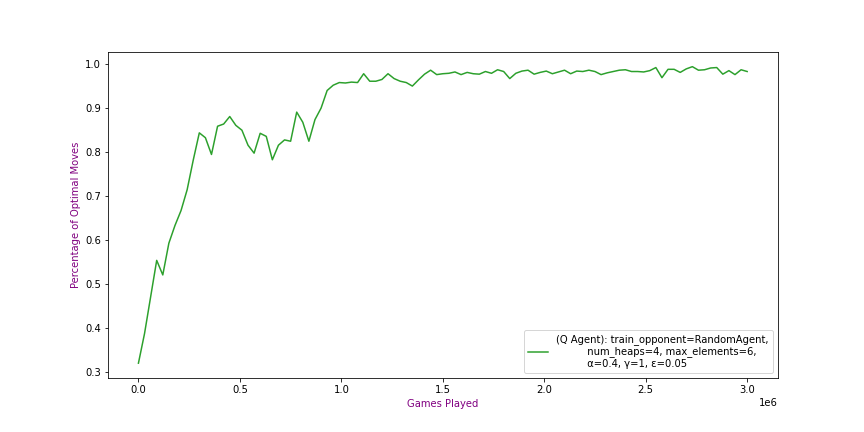 1.0
0.9
0.8
0.7
0.6
0.5
0.4
0.3
Percentage of Optimal Moves
(Q Agent): train_opponent=RandomAgent,
num_heaps=4, max_elements=6,
α=0.4, γ=1, ε=0.05
0.0 0.5 1.0 1.5 2.0 2.5 3.0
1e6
Games Played